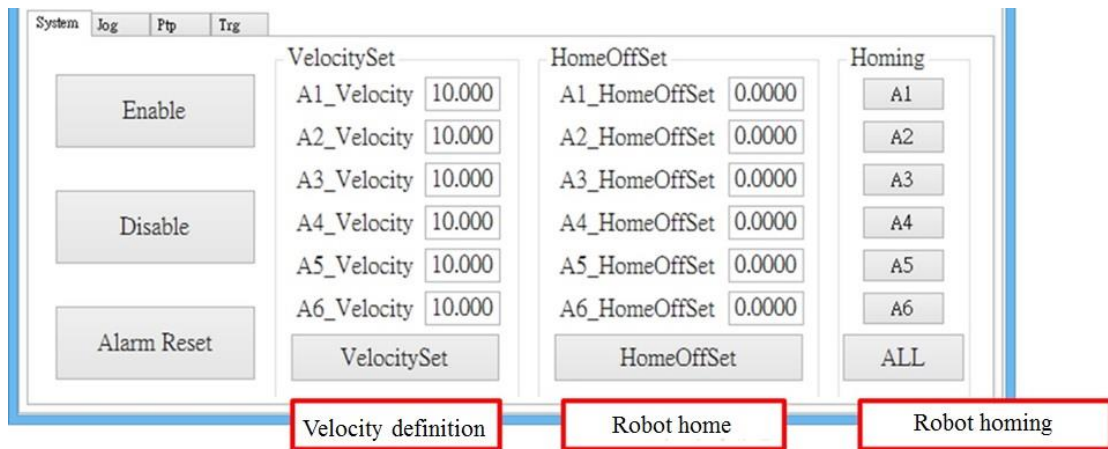 System Jog Ptp Trg
VelocitySet HomeOffSet Homing
Enable
A1_Velocity 10.000 A1_HomeOffSet 0.0000 A1
A2_Velocity 10.000 A2_HomeOffSet 0.0000 A2
A3_Velocity 10.000 A3_HomeOffSet 0.0000 A3
Disable
A4_Velocity 10.000 A4_HomeOffSet 0.0000 A4
A5_Velocity 10.000 A5_HomeOffSet 0.0000 A5
A6_Velocity 10.000 A6_HomeOffSet 0.0000 A6
Alarm Reset
VelocitySet HomeOffSet ALL
Velocity definition Robot home Robot homing